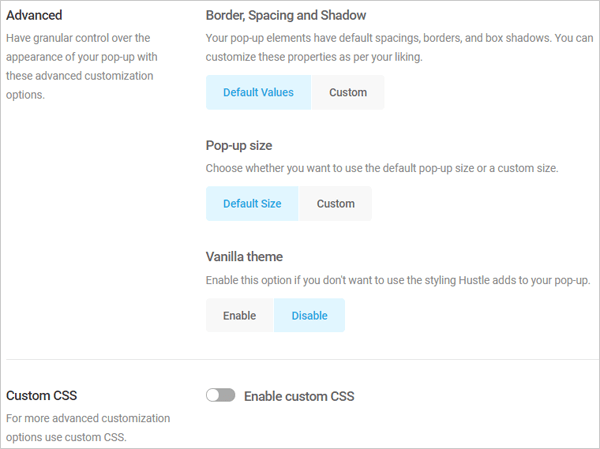 Advanced
Have granular control over the
appearance of your pop-up with
these advanced customization
options.
Border, Spacing and Shadow
Your pop-up elements have default spacings, borders, and box shadows. You can
customize these properties as per your liking.
Default Values Custom
Pop-up size
Choose whether you want to use the default pop-up size or a custom size.
Default Size Custom
Vanilla theme
Enable this option if you don't want to use the styling Hustle adds to your pop-up.
Enable Disable
Custom CSS
For more advanced customization
options use custom CSS.
Enable custom CSS